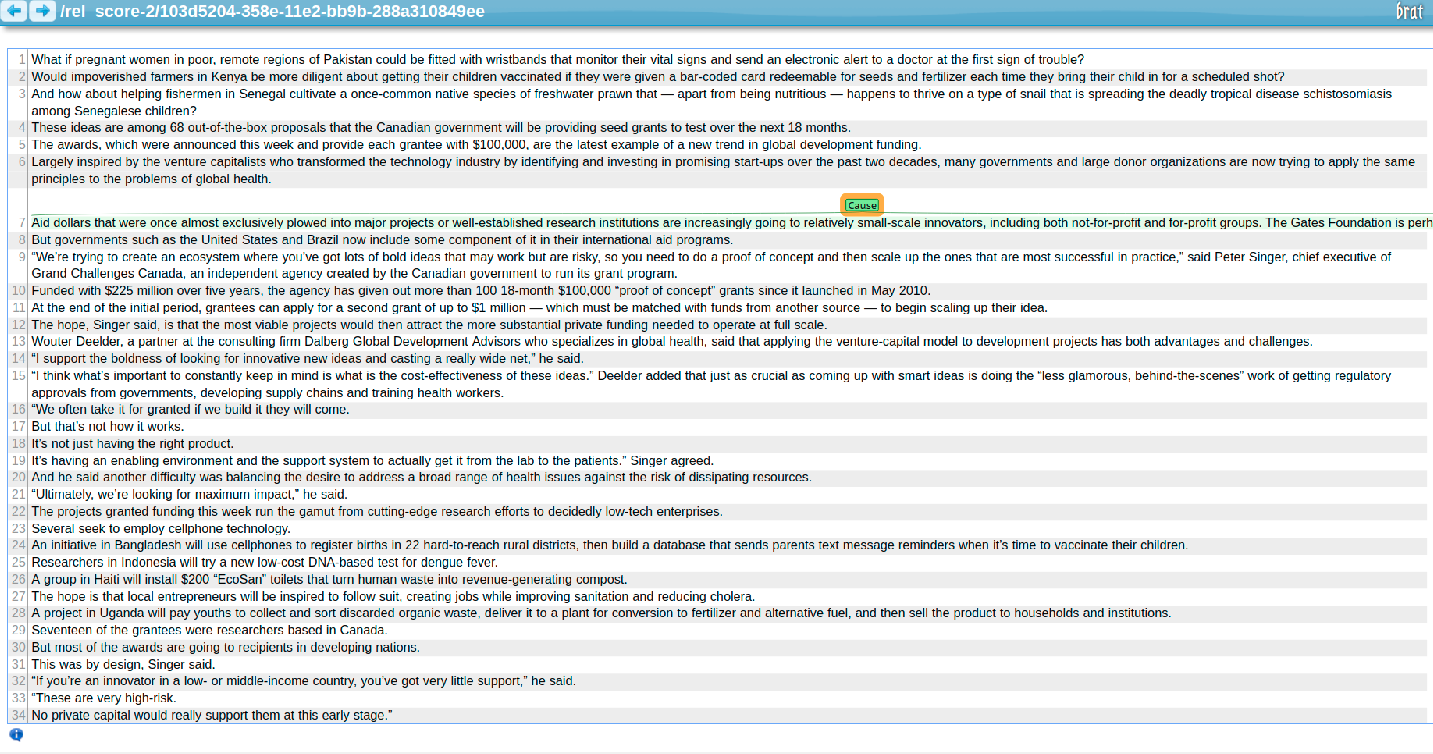 /rel_score-2/103d5204-358e-11e2-bb9b-288a310849ee
brat
1 What if pregnant women in poor, remote regions of Pakistan could be fitted with wristbands that monitor their vital signs and send an electronic alert to a doctor at the first sign of trouble?
2 Would impoverished farmers in Kenya be more diligent about getting their children vaccinated if they were given a bar-coded card redeemable for seeds and fertilizer each time they bring their child in for a scheduled shot?
3 And how about helping fishermen in Senegal cultivate a once-common native species of freshwater prawn that — apart from being nutritious — happens to thrive on a type of snail that is spreading the deadly tropical disease schistosomiasis
among Senegalese children?
4 These ideas are among 68 out-of-the-box proposals that the Canadian government will be providing seed grants to test over the next 18 months.
5 The awards, which were announced this week and provide each grantee with $100,000, are the latest example of a new trend in global development funding.
6 Largely inspired by the venture capitalists who transformed the technology industry by identifying and investing in promising start-ups over the past two decades, many governments and large donor organizations are now trying to apply the same
principles to the problems of global health.
Cause
7 Aid dollars that were once almost exclusively plowed into major projects or well-established research institutions are increasingly going to relatively small-scale innovators, including both not-for-profit and for-profit groups. The Gates Foundation is perh
8 But governments such as the United States and Brazil now include some component of it in their international aid programs.
9 “We’re trying to create an ecosystem where you’ve got lots of bold ideas that may work but are risky, so you need to do a proof of concept and then scale up the ones that are most successful in practice,” said Peter Singer, chief executive of
Grand Challenges Canada, an independent agency created by the Canadian government to run its grant program.
10 Funded with $225 million over five years, the agency has given out more than 100 18-month $100,000 “proof of concept” grants since it launched in May 2010.
11 At the end of the initial period, grantees can apply for a second grant of up to $1 million — which must be matched with funds from another source — to begin scaling up their idea.
12 The hope, Singer said, is that the most viable projects would then attract the more substantial private funding needed to operate at full scale.
13 Wouter Deelder, a partner at the consulting firm Dalberg Global Development Advisors who specializes in global health, said that applying the venture-capital model to development projects has both advantages and challenges.
14 “I support the boldness of looking for innovative new ideas and casting a really wide net,” he said.
15 “I think what’s important to constantly keep in mind is what is the cost-effectiveness of these ideas.” Deelder added that just as crucial as coming up with smart ideas is doing the “less glamorous, behind-the-scenes” work of getting regulatory
approvals from governments, developing supply chains and training health workers.
16 “We often take it for granted if we build it they will come.
17 But that’s not how it works.
18 It’s not just having the right product.
19 It’s having an enabling environment and the support system to actually get it from the lab to the patients.” Singer agreed.
20 And he said another difficulty was balancing the desire to address a broad range of health issues against the risk of dissipating resources.
21 “Ultimately, we’re looking for maximum impact,” he said.
22 The projects granted funding this week run the gamut from cutting-edge research efforts to decidedly low-tech enterprises.
23 Several seek to employ cellphone technology.
24 An initiative in Bangladesh will use cellphones to register births in 22 hard-to-reach rural districts, then build a database that sends parents text message reminders when it’s time to vaccinate their children.
25 Researchers in Indonesia will try a new low-cost DNA-based test for dengue fever.
26 A group in Haiti will install $200 “EcoSan” toilets that turn human waste into revenue-generating compost.
27 The hope is that local entrepreneurs will be inspired to follow suit, creating jobs while improving sanitation and reducing cholera.
28 A project in Uganda will pay youths to collect and sort discarded organic waste, deliver it to a plant for conversion to fertilizer and alternative fuel, and then sell the product to households and institutions.
29 Seventeen of the grantees were researchers based in Canada.
30 But most of the awards are going to recipients in developing nations.
31 This was by design, Singer said.
32 “If you’re an innovator in a low- or middle-income country, you’ve got very little support,” he said.
33 “These are very high-risk.
34 No private capital would really support them at this early stage.”